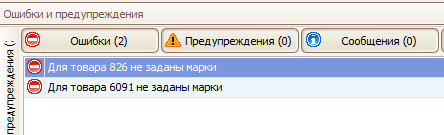 Ошибки и предупреждения
Ошибки (2)
Предупреждения (0)
Сообщения (0)
Для товара 826 не заданы марки
Для товара 6091 не заданы марки
предупреждения (